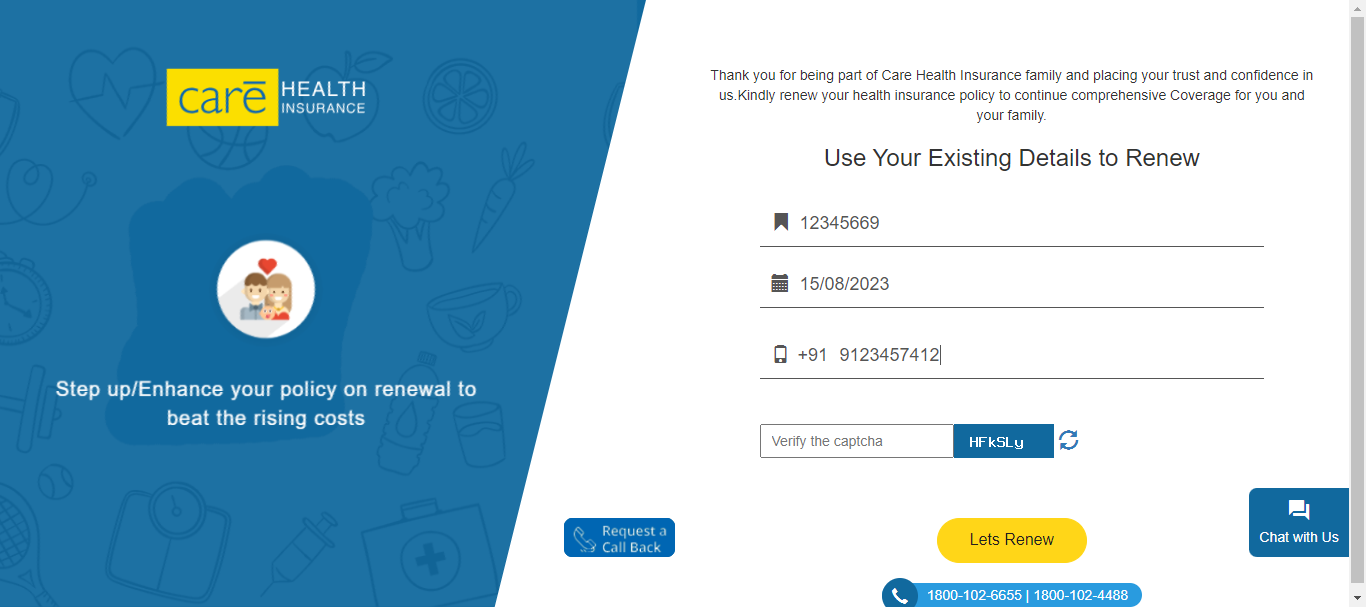 carē HEALTH
INSURANCE
Step up/Enhance your policy on renewal to
beat the rising costs
Thank you for being part of Care Health Insurance family and placing your trust and confidence in
us.Kindly renew your health insurance policy to continue comprehensive Coverage for you and
your family.
Use Your Existing Details to Renew
12345669
15/08/2023
+91 9123457412
Verify the captcha HFkSLy
Request a
Call Back
Lets Renew
Chat with Us
1800-102-6655 | 1800-102-4488